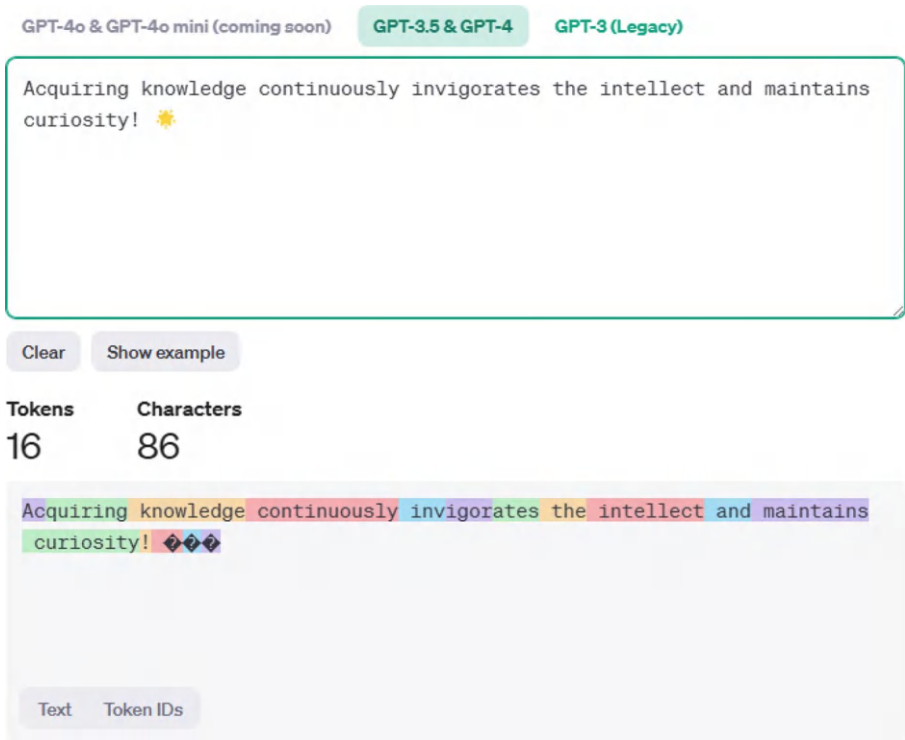 GPT-4o & GPT-4o mini (coming soon) GPT-3.5 & GPT-4 GPT-3 (Legacy)
Acquiring knowledge continuously invigorates the intellect and maintains
curiosity! 🌟
Clear Show example
Tokens Characters
16 86
Acquiring knowledge continuously invigorates the intellect and maintains
curiosity! ���
Text Token IDs